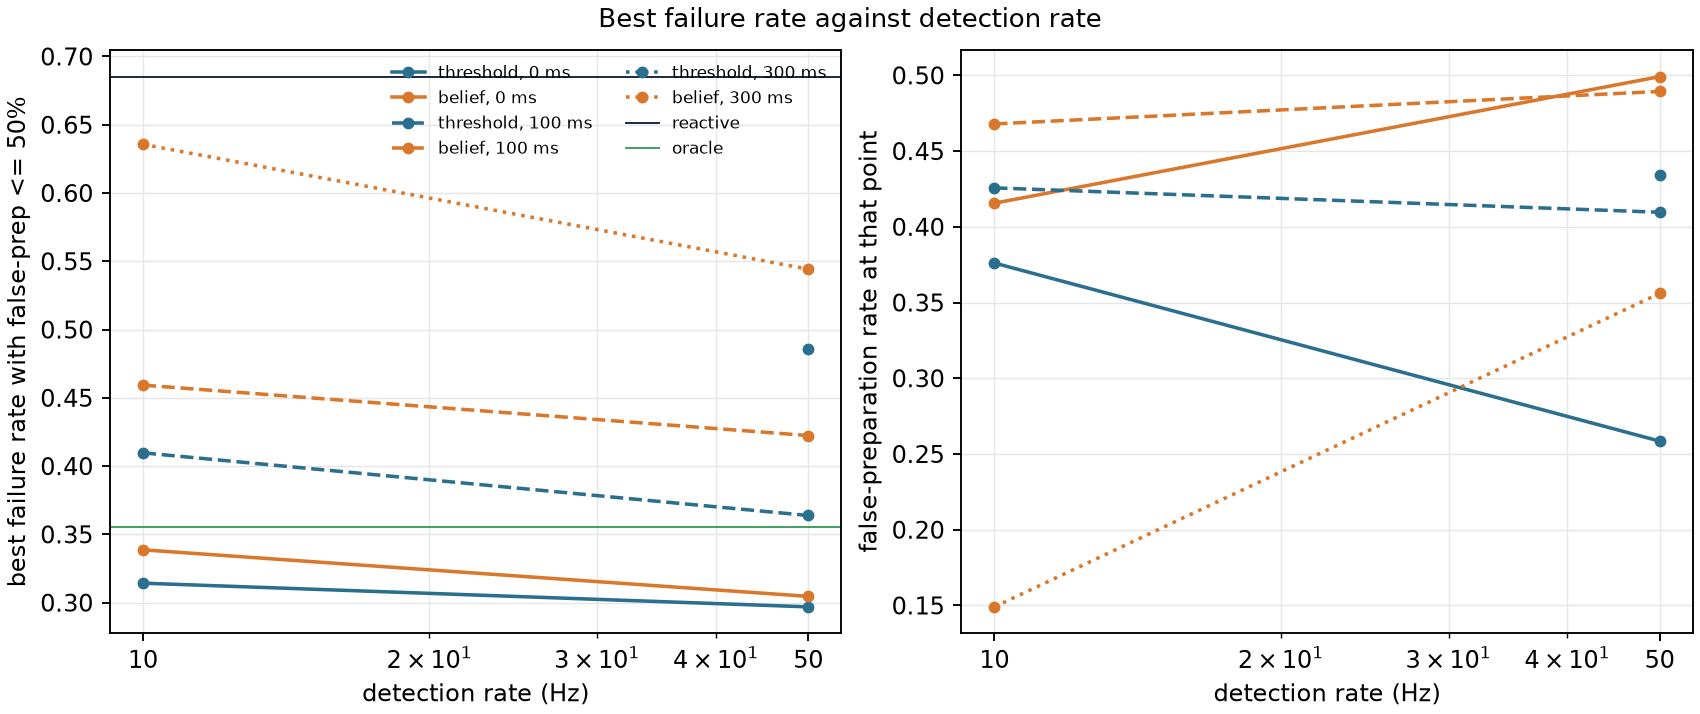 Best failure rate against detection rate
best failure rate with false-prep <= 50%
0.70
0.65
0.60
0.55
0.50
0.45
0.40
0.35
0.30
threshold, 0 ms
belief, 0 ms
threshold, 100 ms
belief, 100 ms
threshold, 300 ms
belief, 300 ms
reactive
oracle
10
2 × 10¹
3 × 10¹
4 × 10¹
50
detection rate (Hz)
false-preparation rate at that point
0.50
0.45
0.40
0.35
0.30
0.25
0.20
0.15
10
2 × 10¹
3 × 10¹
4 × 10¹
50
detection rate (Hz)